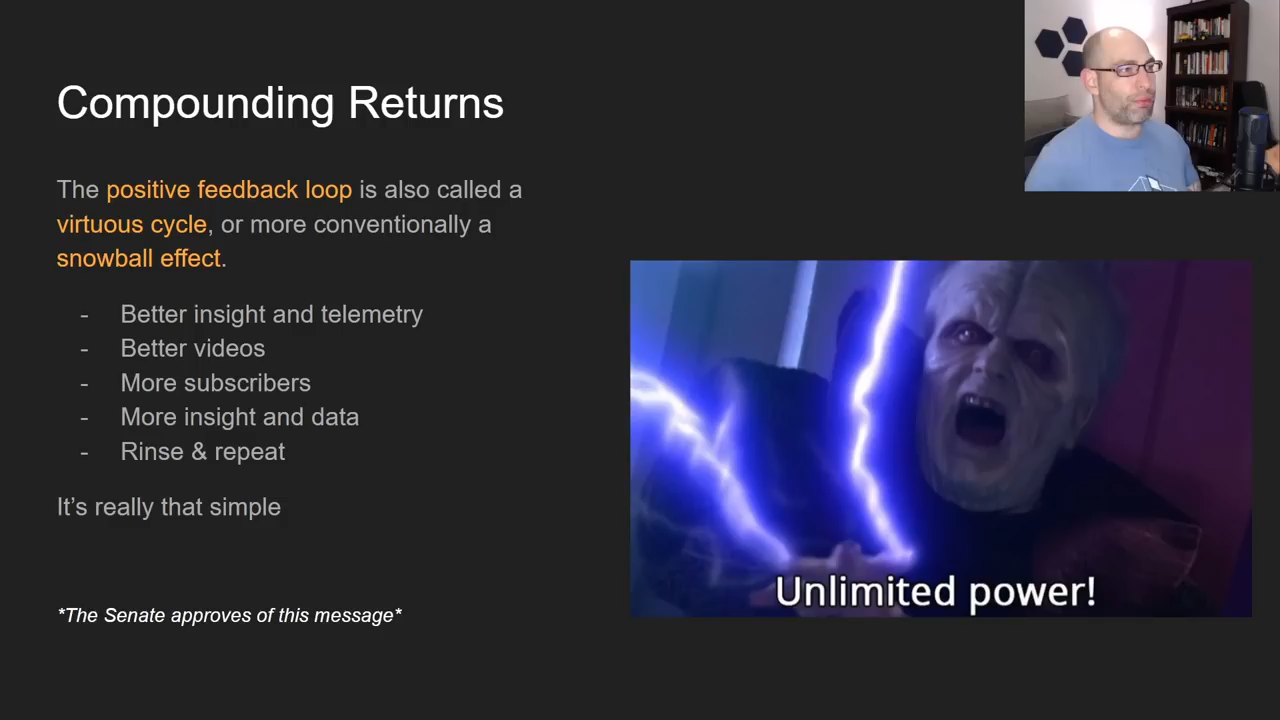 Compounding Returns
The positive feedback loop is also called a
virtuous cycle, or more conventionally a
snowball effect.
- Better insight and telemetry
- Better videos
- More subscribers
- More insight and data
- Rinse & repeat
It’s really that simple
*The Senate approves of this message*
Unlimited power!